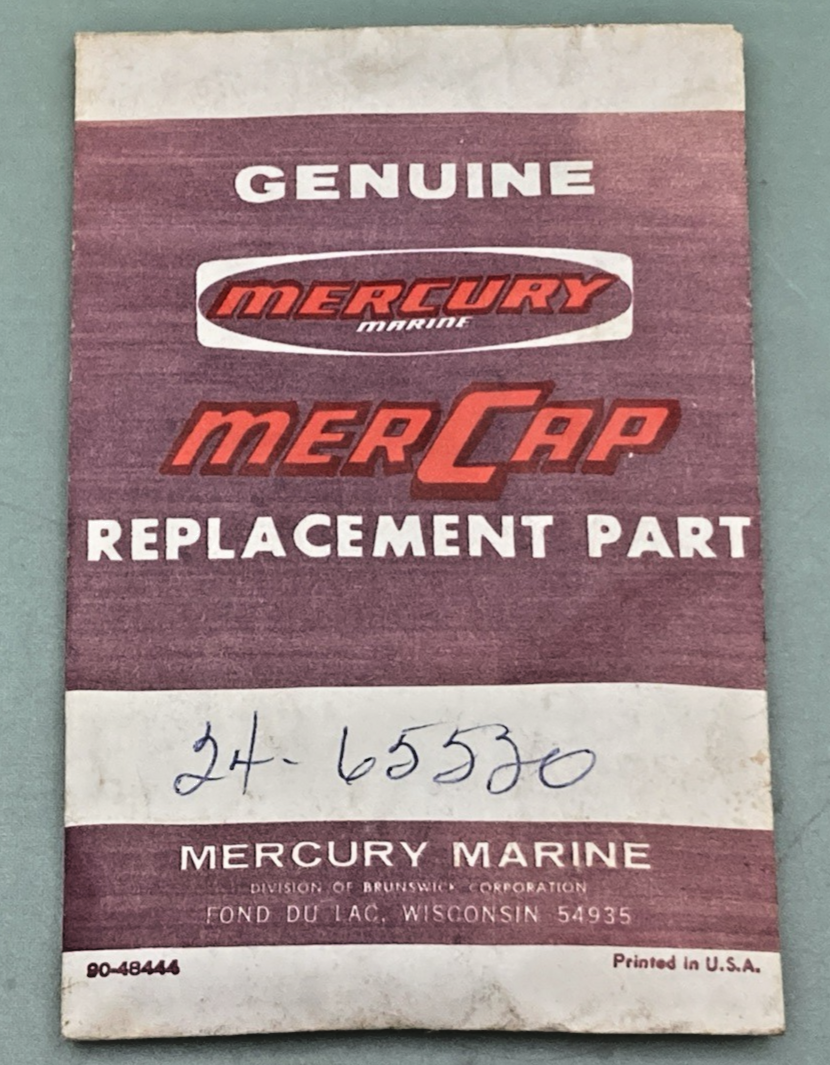 GENUINE
MERCURY
MARINE
MERCAP
REPLACEMENT PART
24-65530
MERCURY MARINE
DIVISION OF BRUNSWICK CORPORATION
FOND DU LAC, WISCONSIN 54935
90-48444
Printed in U.S.A.